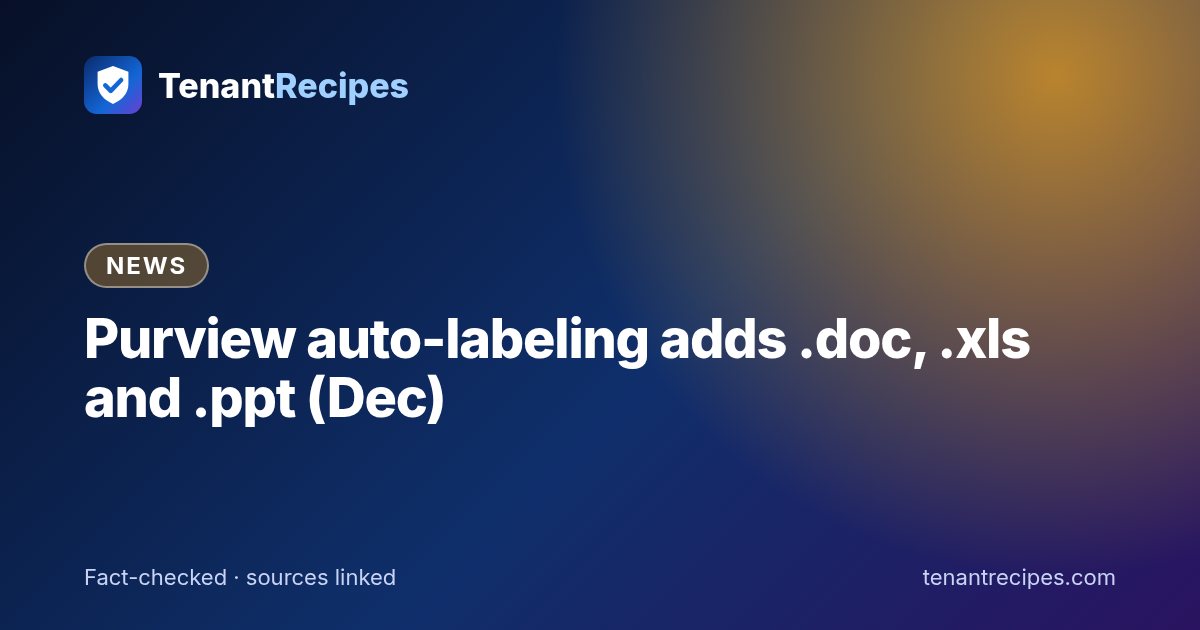 TenantRecipes
NEWS
Purview auto-labeling adds .doc, .xls
and .ppt (Dec)
Fact-checked · sources linked
tenantrecipes.com